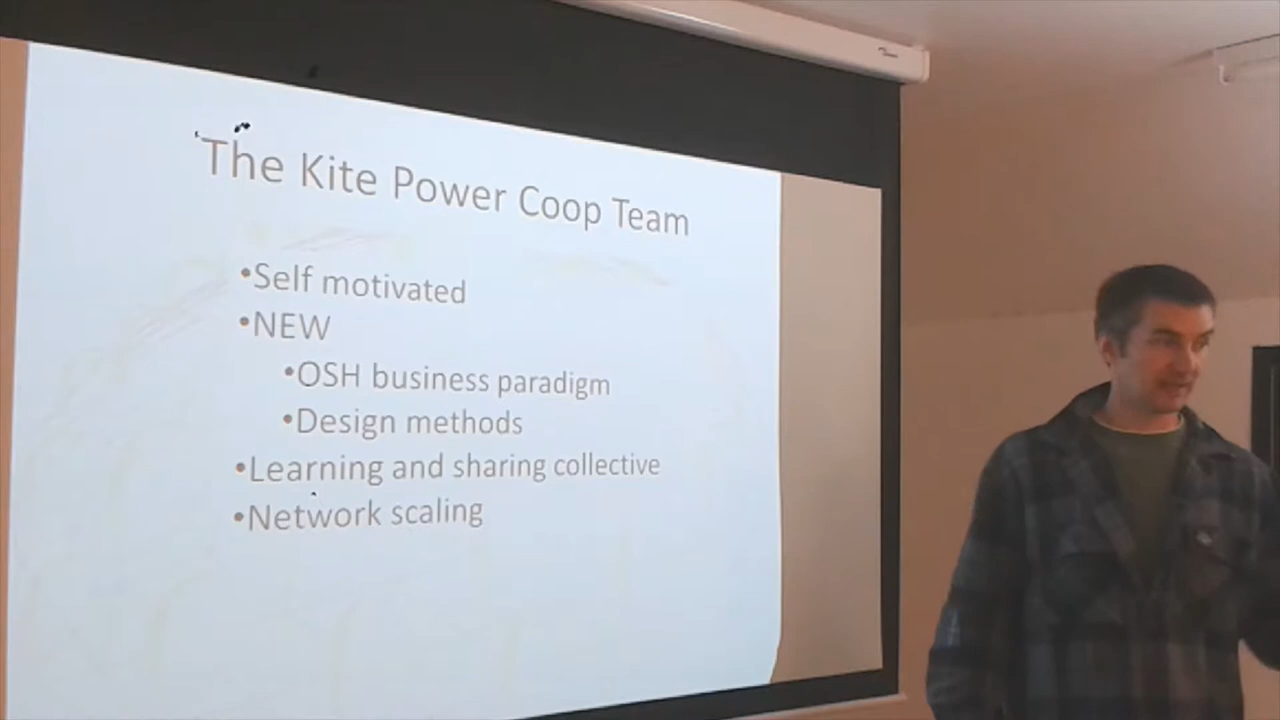 The Kite Power Coop Team
•Self motivated
•NEW
•OSH business paradigm
•Design methods
•Learning and sharing collective
•Network scaling